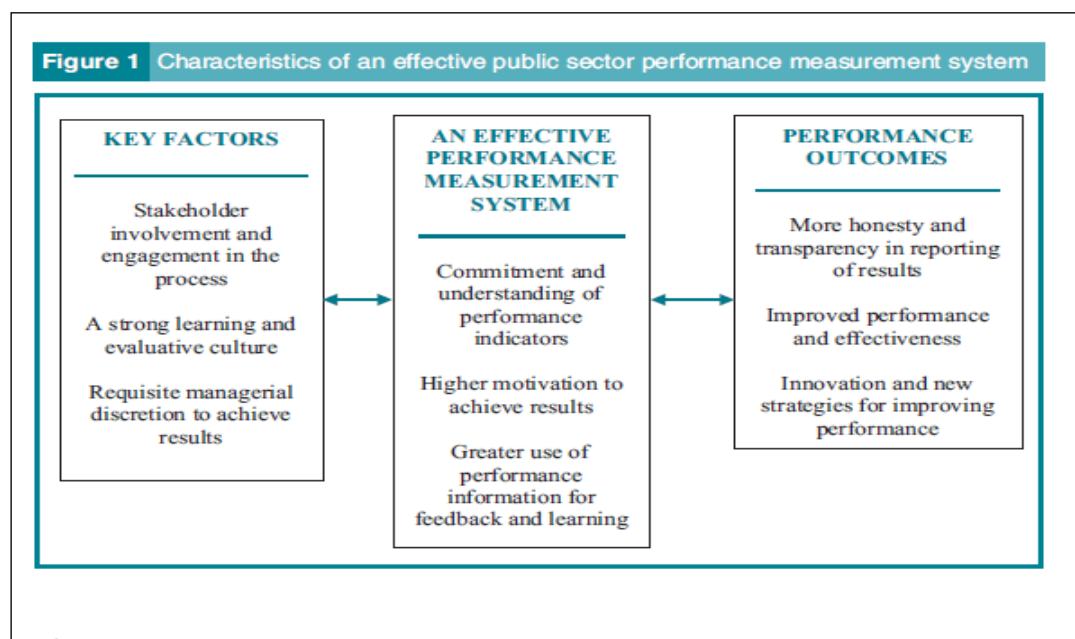 Figure 1 Characteristics of an effective public sector performance measurement system
KEY FACTORS
Stakeholder
involvement and
engagement in the
process
A strong learning and
evaluative culture
Requisite managerial
discretion to achieve
results
AN EFFECTIVE
PERFORMANCE
MEASUREMENT
SYSTEM
Commitment and
understanding of
performance
indicators
Higher motivation to
achieve results
Greater use of
performance
information for
feedback and learning
PERFORMANCE
OUTCOMES
More honesty and
transparency in reporting
of results
Improved performance
and effectiveness
Innovation and new
strategies for improving
performance